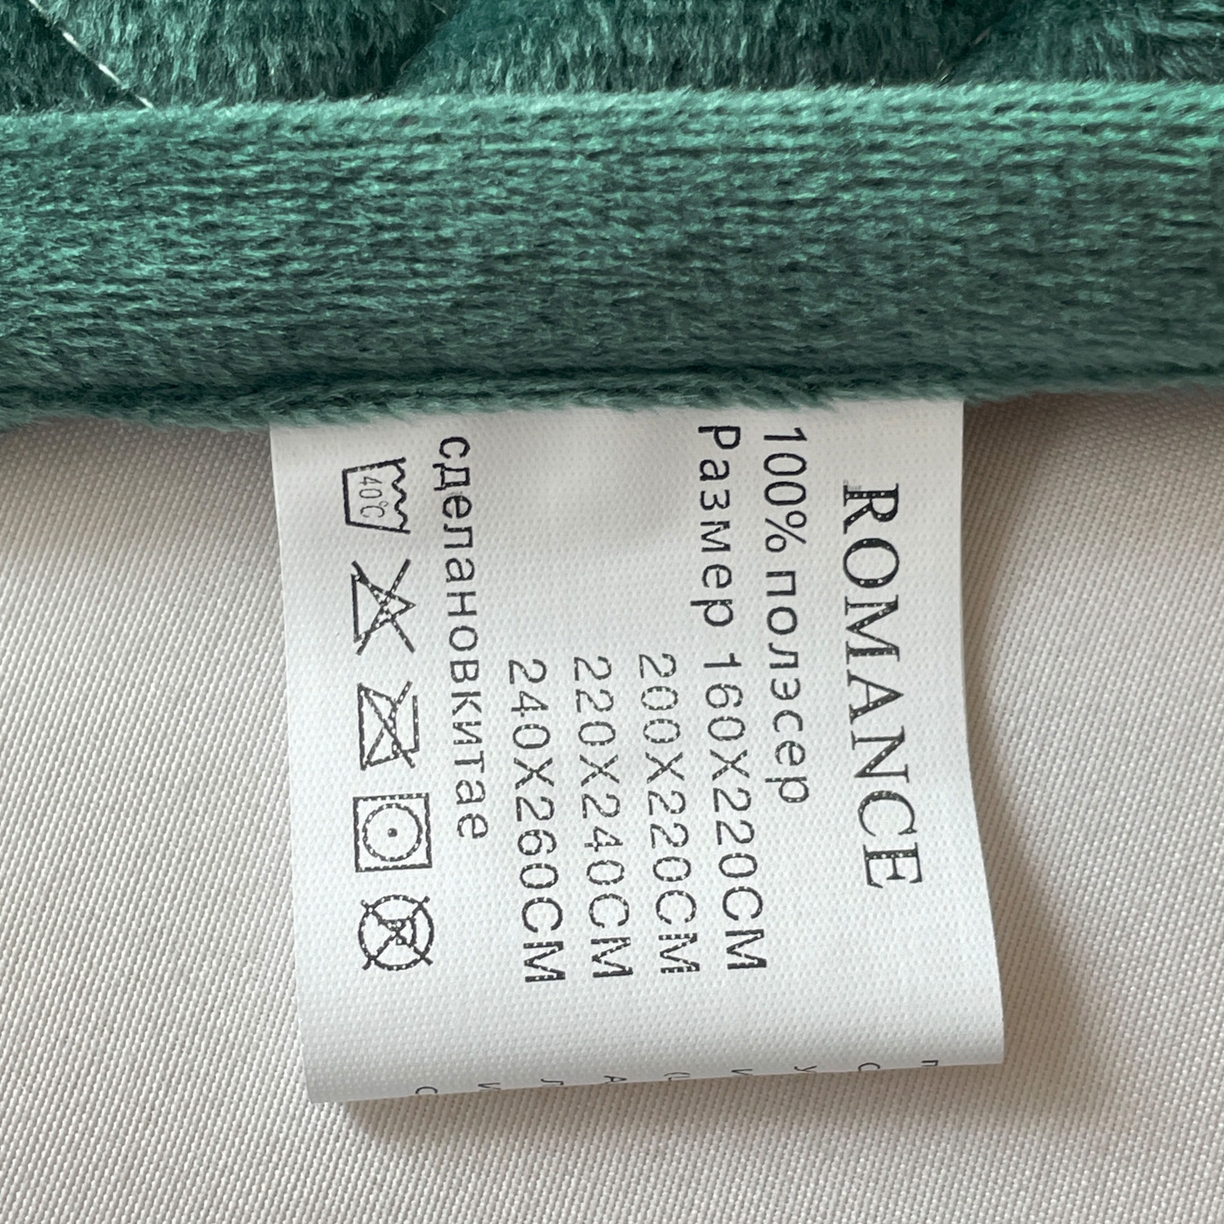 ROMANCE
100% полэсер
Размер 160X220CM
200X220CM
220X240CM
240X260CM
сделановкитае
40°C
P